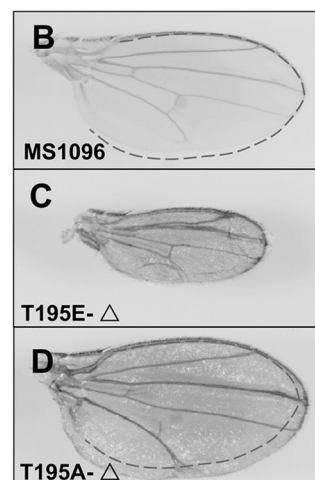 B
MS1096
C
T195E- △
D
T195A- △